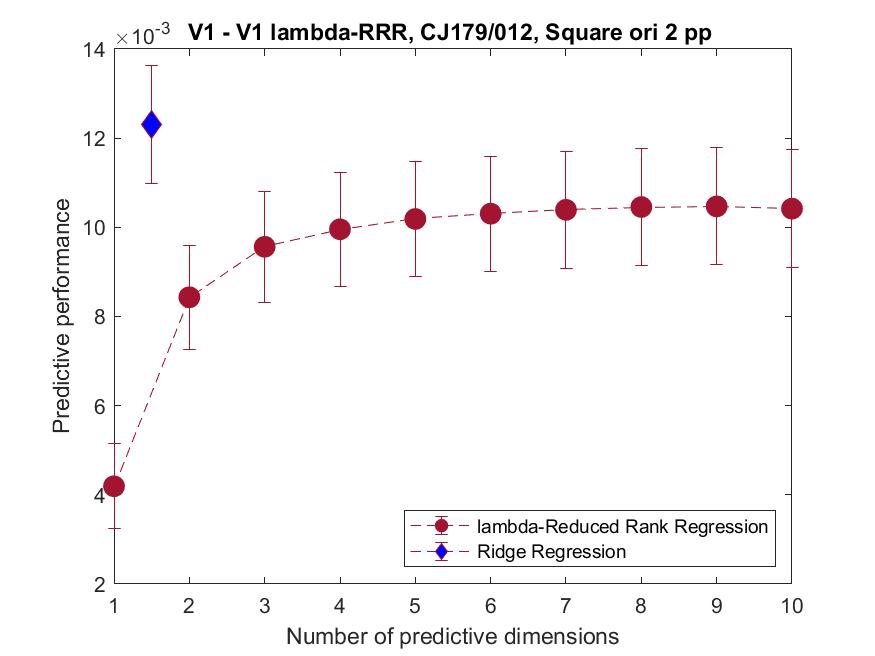 ×10-3
V1 - V1 lambda-RRR, CJ179/012, Square ori 2 pp
14
12
10
8
6
4
2
Predictive performance
1 2 3 4 5 6 7 8 9 10
Number of predictive dimensions
lambda-Reduced Rank Regression
Ridge Regression